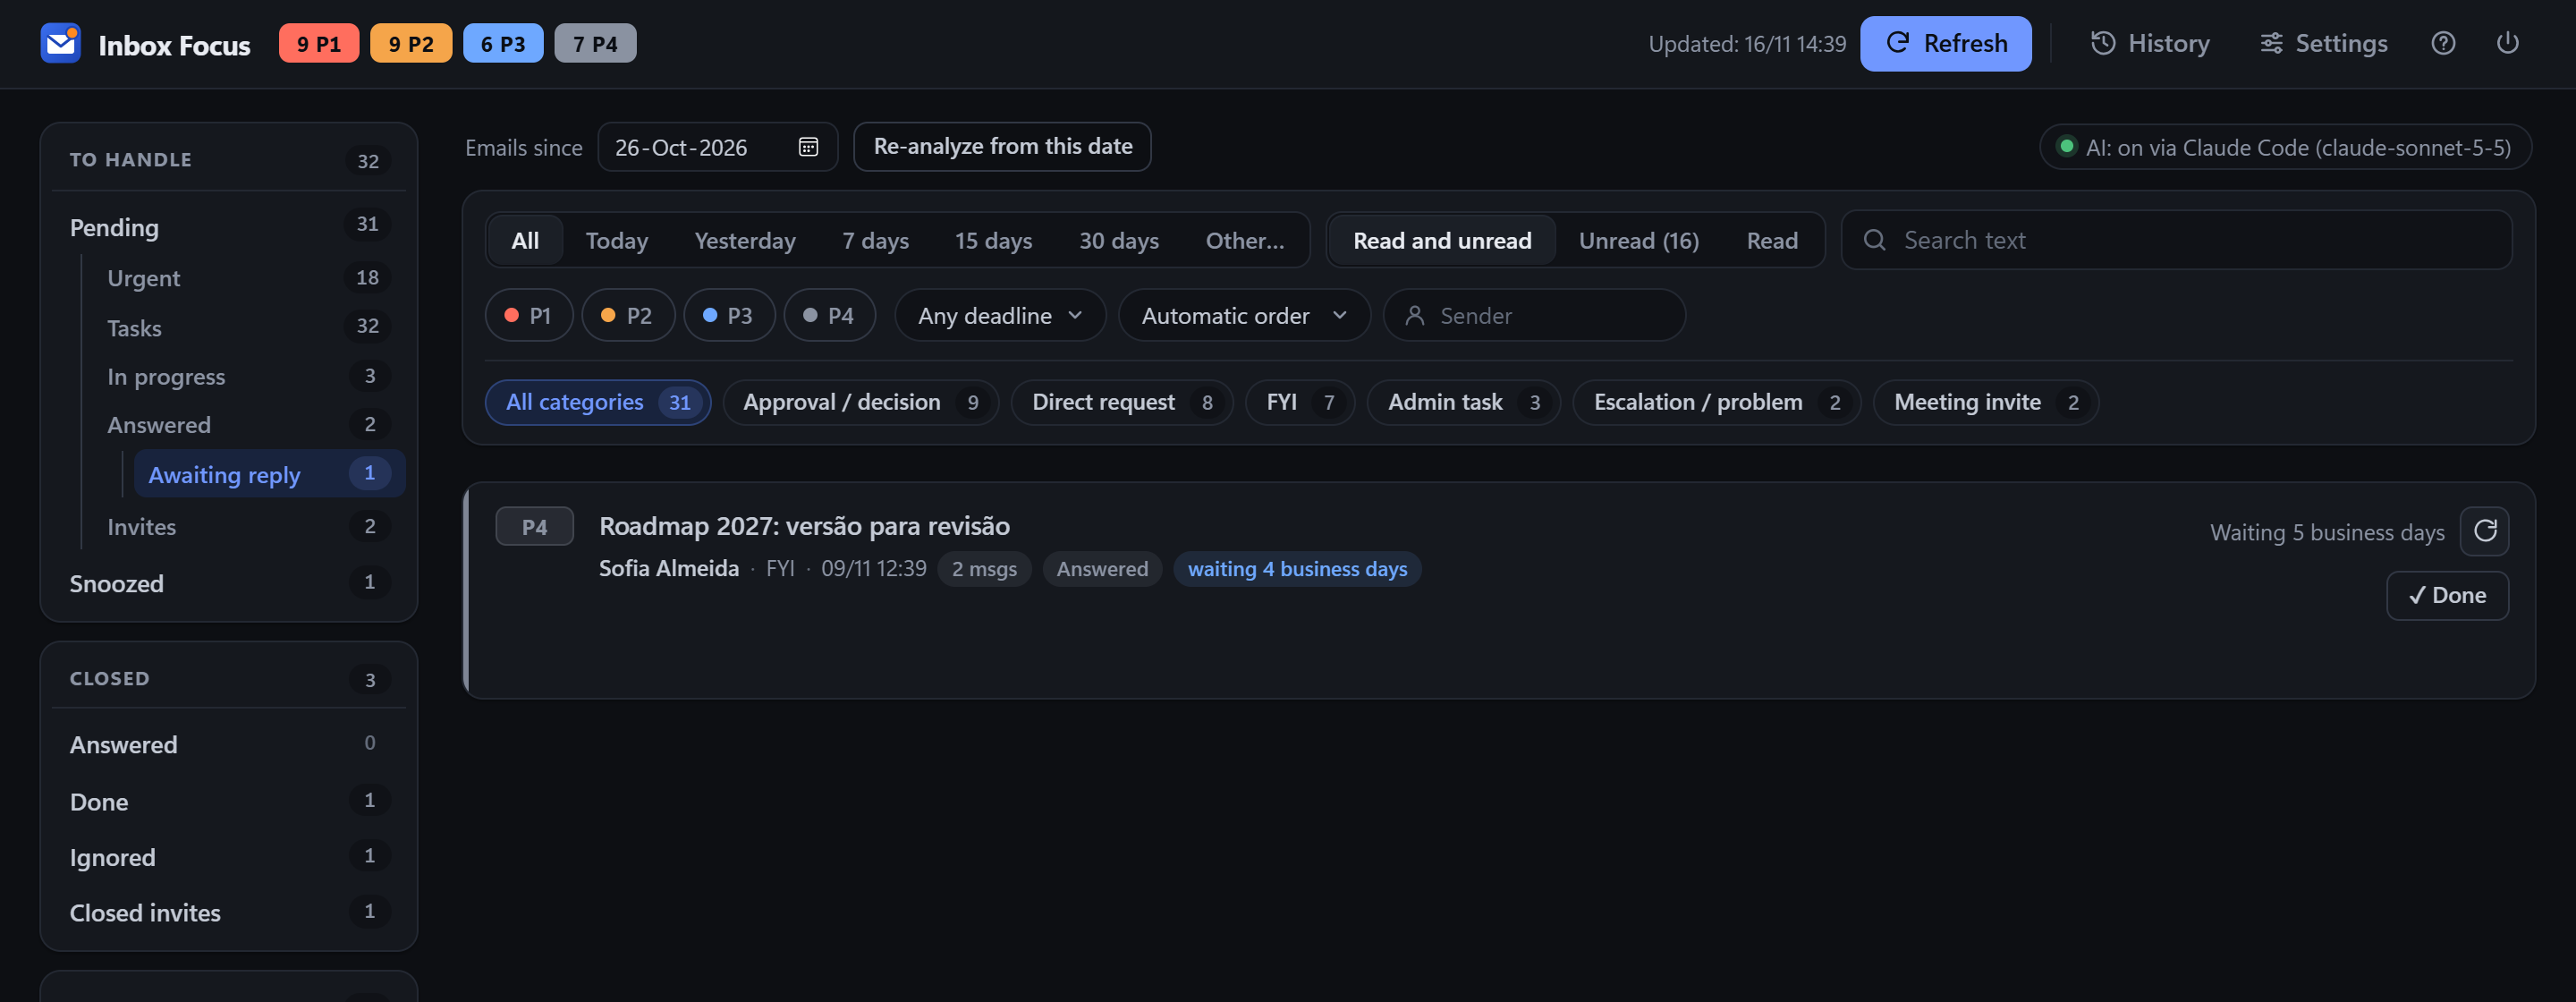 Inbox Focus 9 P1 9 P2 6 P3 7 P4 Updated: 16/11 14:39 Refresh History Settings
TO HANDLE 32
Pending 31
Urgent 18
Tasks 32
In progress 3
Answered 2
Awaiting reply 1
Invites 2
Snoozed 1
CLOSED 3
Answered 0
Done 1
Ignored 1
Closed invites 1
Emails since 26-Oct-2026 Re-analyze from this date AI: on via Claude Code (claude-sonnet-5-5)
All Today Yesterday 7 days 15 days 30 days Other... Read and unread Unread (16) Read Search text
P1 P2 P3 P4 Any deadline Automatic order Sender
All categories 31 Approval / decision 9 Direct request 8 FYI 7 Admin task 3 Escalation / problem 2 Meeting invite 2
P4 Roadmap 2027: versão para revisão Waiting 5 business days
Sofia Almeida · FYI · 09/11 12:39 2 msgs Answered waiting 4 business days
✓ Done